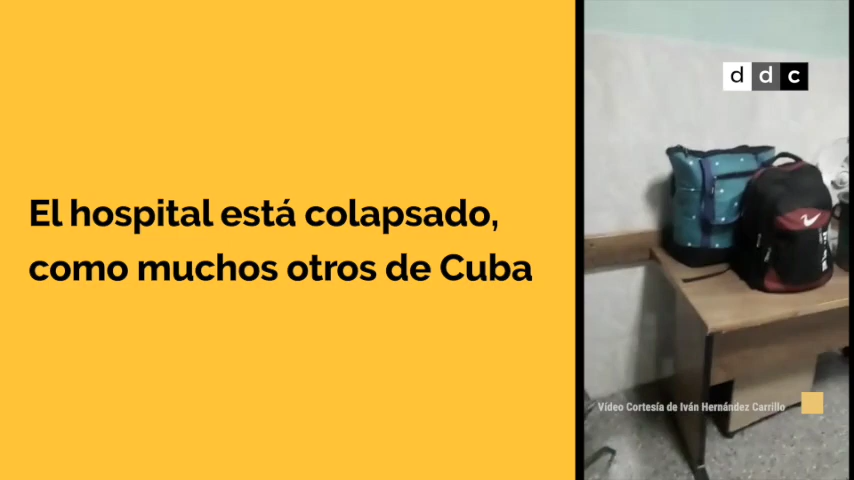 El hospital está colapsado,
como muchos otros de Cuba
ddc
Vídeo Cortesía de Iván Hernández Carrillo